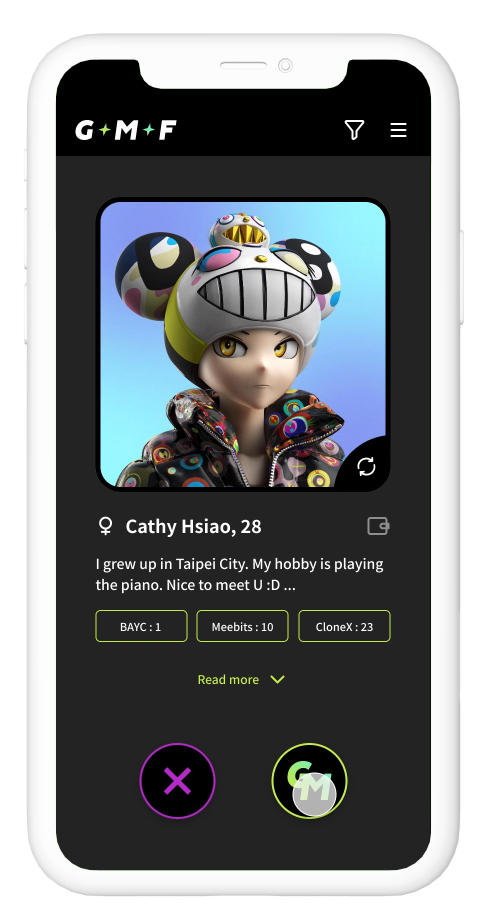 G M F
Cathy Hsiao, 28
I grew up in Taipei City. My hobby is playing
the piano. Nice to meet U :D ...
BAYC : 1
Meebits : 10
CloneX : 23
Read more
GM